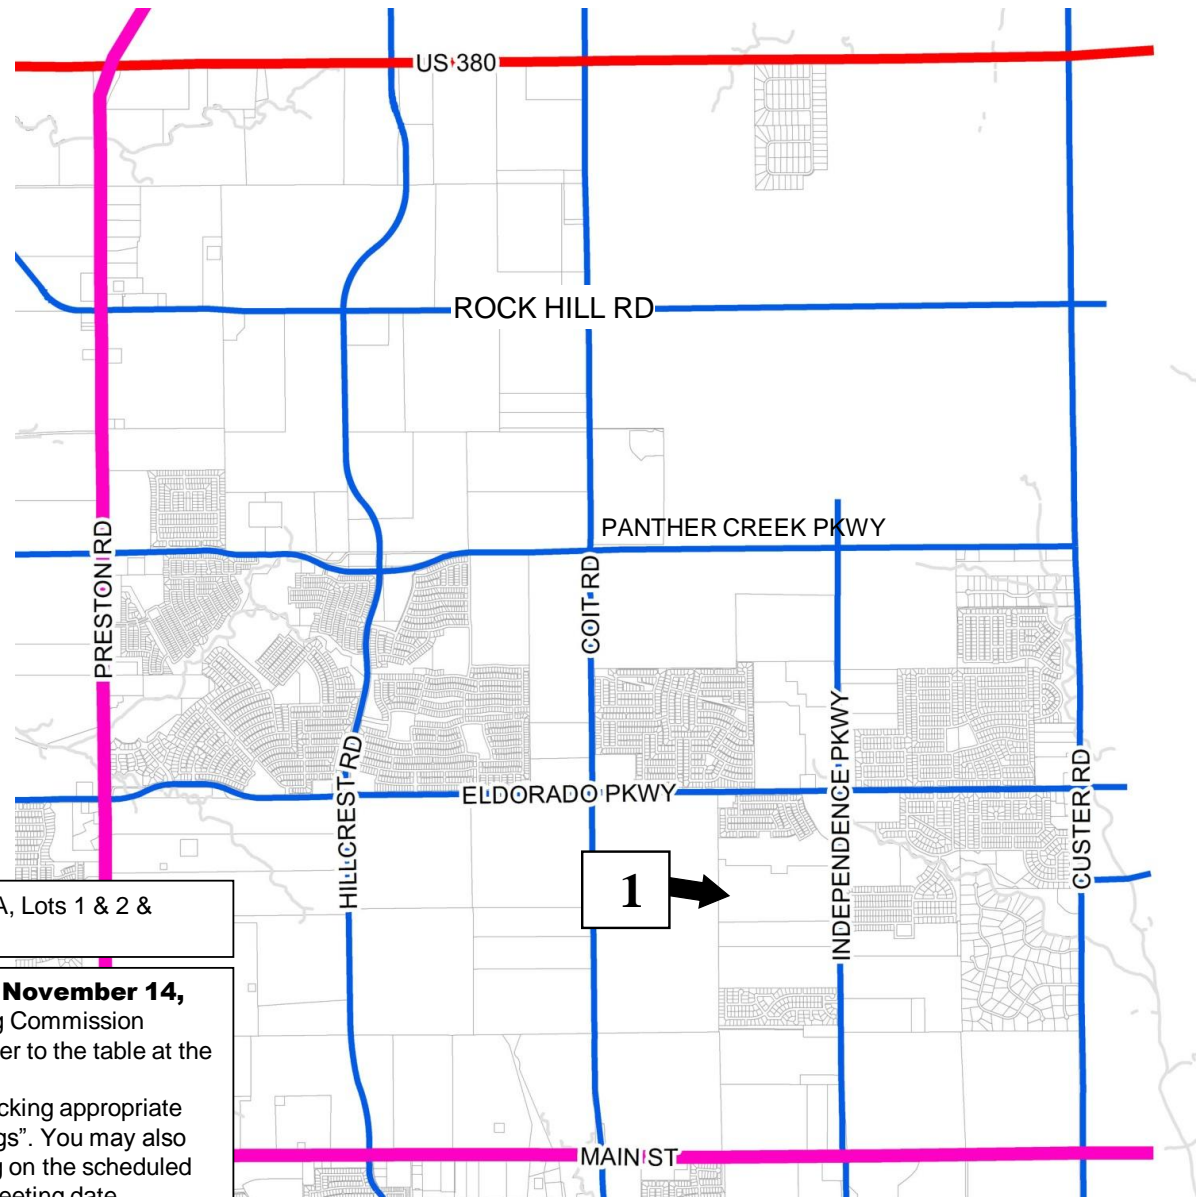 US 380
ROCK HILL RD
PANTHER CREEK PKWY
PRESTON RD
COIT RD
HILLCREST RD
ELDORADO PKWY
INDEPENDENCE PKWY
CUSTER RD
1
A, Lots 1 & 2 &
November 14,
g Commission
er to the table at the
cking appropriate
gs”. You may also
g on the scheduled
eeting date
MAIN ST